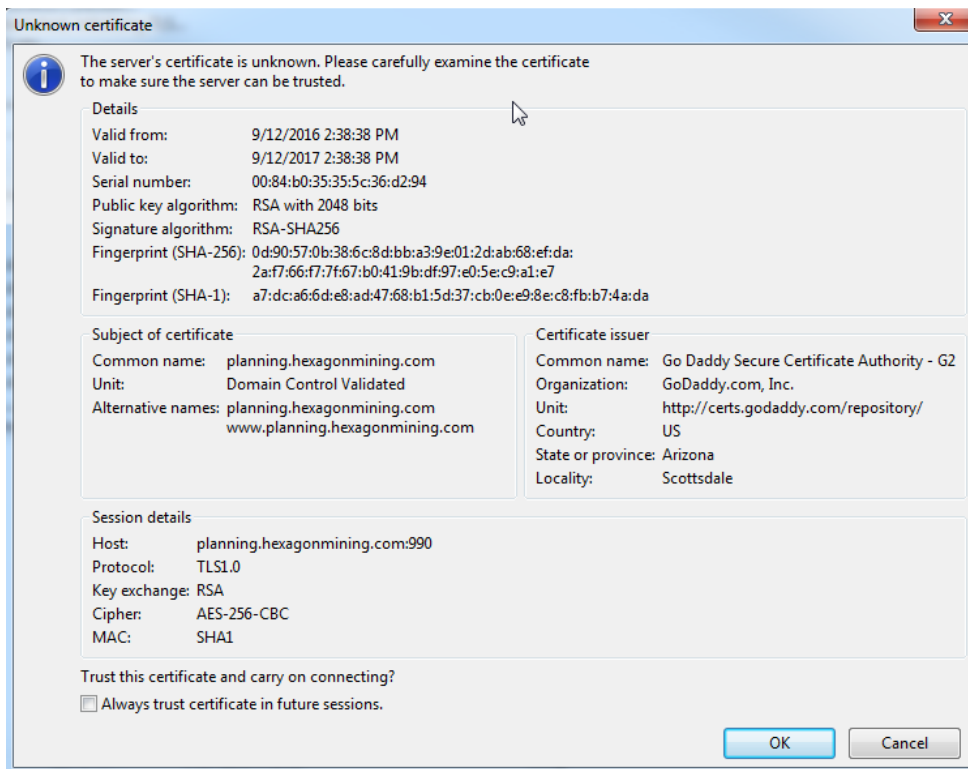 Unknown certificate
The server's certificate is unknown. Please carefully examine the certificate
to make sure the server can be trusted.
Details
Valid from: 9/12/2016 2:38:38 PM
Valid to: 9/12/2017 2:38:38 PM
Serial number: 00:84:b0:35:35:5c:36:d2:94
Public key algorithm: RSA with 2048 bits
Signature algorithm: RSA-SHA256
Fingerprint (SHA-256): 0d:90:57:0b:38:6c:8d:bb:a3:9e:01:2d:ab:68:ef:da:
2a:f7:66:f7:7f:67:b0:41:9b:df:97:e0:5e:c9:a1:e7
Fingerprint (SHA-1): a7:dc:a6:6d:e8:ad:47:68:b1:5d:37:cb:0e:e9:8e:c8:fb:b7:4a:da
Subject of certificate
Common name: planning.hexagonmining.com
Unit: Domain Control Validated
Alternative names: planning.hexagonmining.com
www.planning.hexagonmining.com
Certificate issuer
Common name: Go Daddy Secure Certificate Authority - G2
Organization: GoDaddy.com, Inc.
Unit: http://certs.godaddy.com/repository/
Country: US
State or province: Arizona
Locality: Scottsdale
Session details
Host: planning.hexagonmining.com:990
Protocol: TLS1.0
Key exchange: RSA
Cipher: AES-256-CBC
MAC: SHA1
Trust this certificate and carry on connecting?
Always trust certificate in future sessions.
OK
Cancel